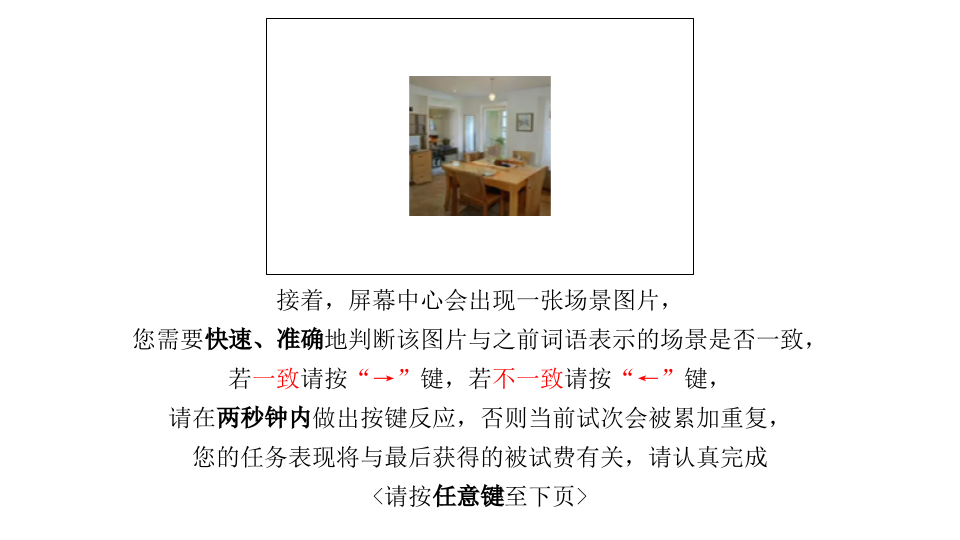 接着，屏幕中心会出现一张场景图片，
您需要快速、准确地判断该图片与之前词语表示的场景是否一致，
若一致请按“→”键，若不一致请按“←”键，
请在两秒钟内做出按键反应，否则当前试次会被累加重复，
您的任务表现将与最后获得的被试费有关，请认真完成
<请按任意键至下页>